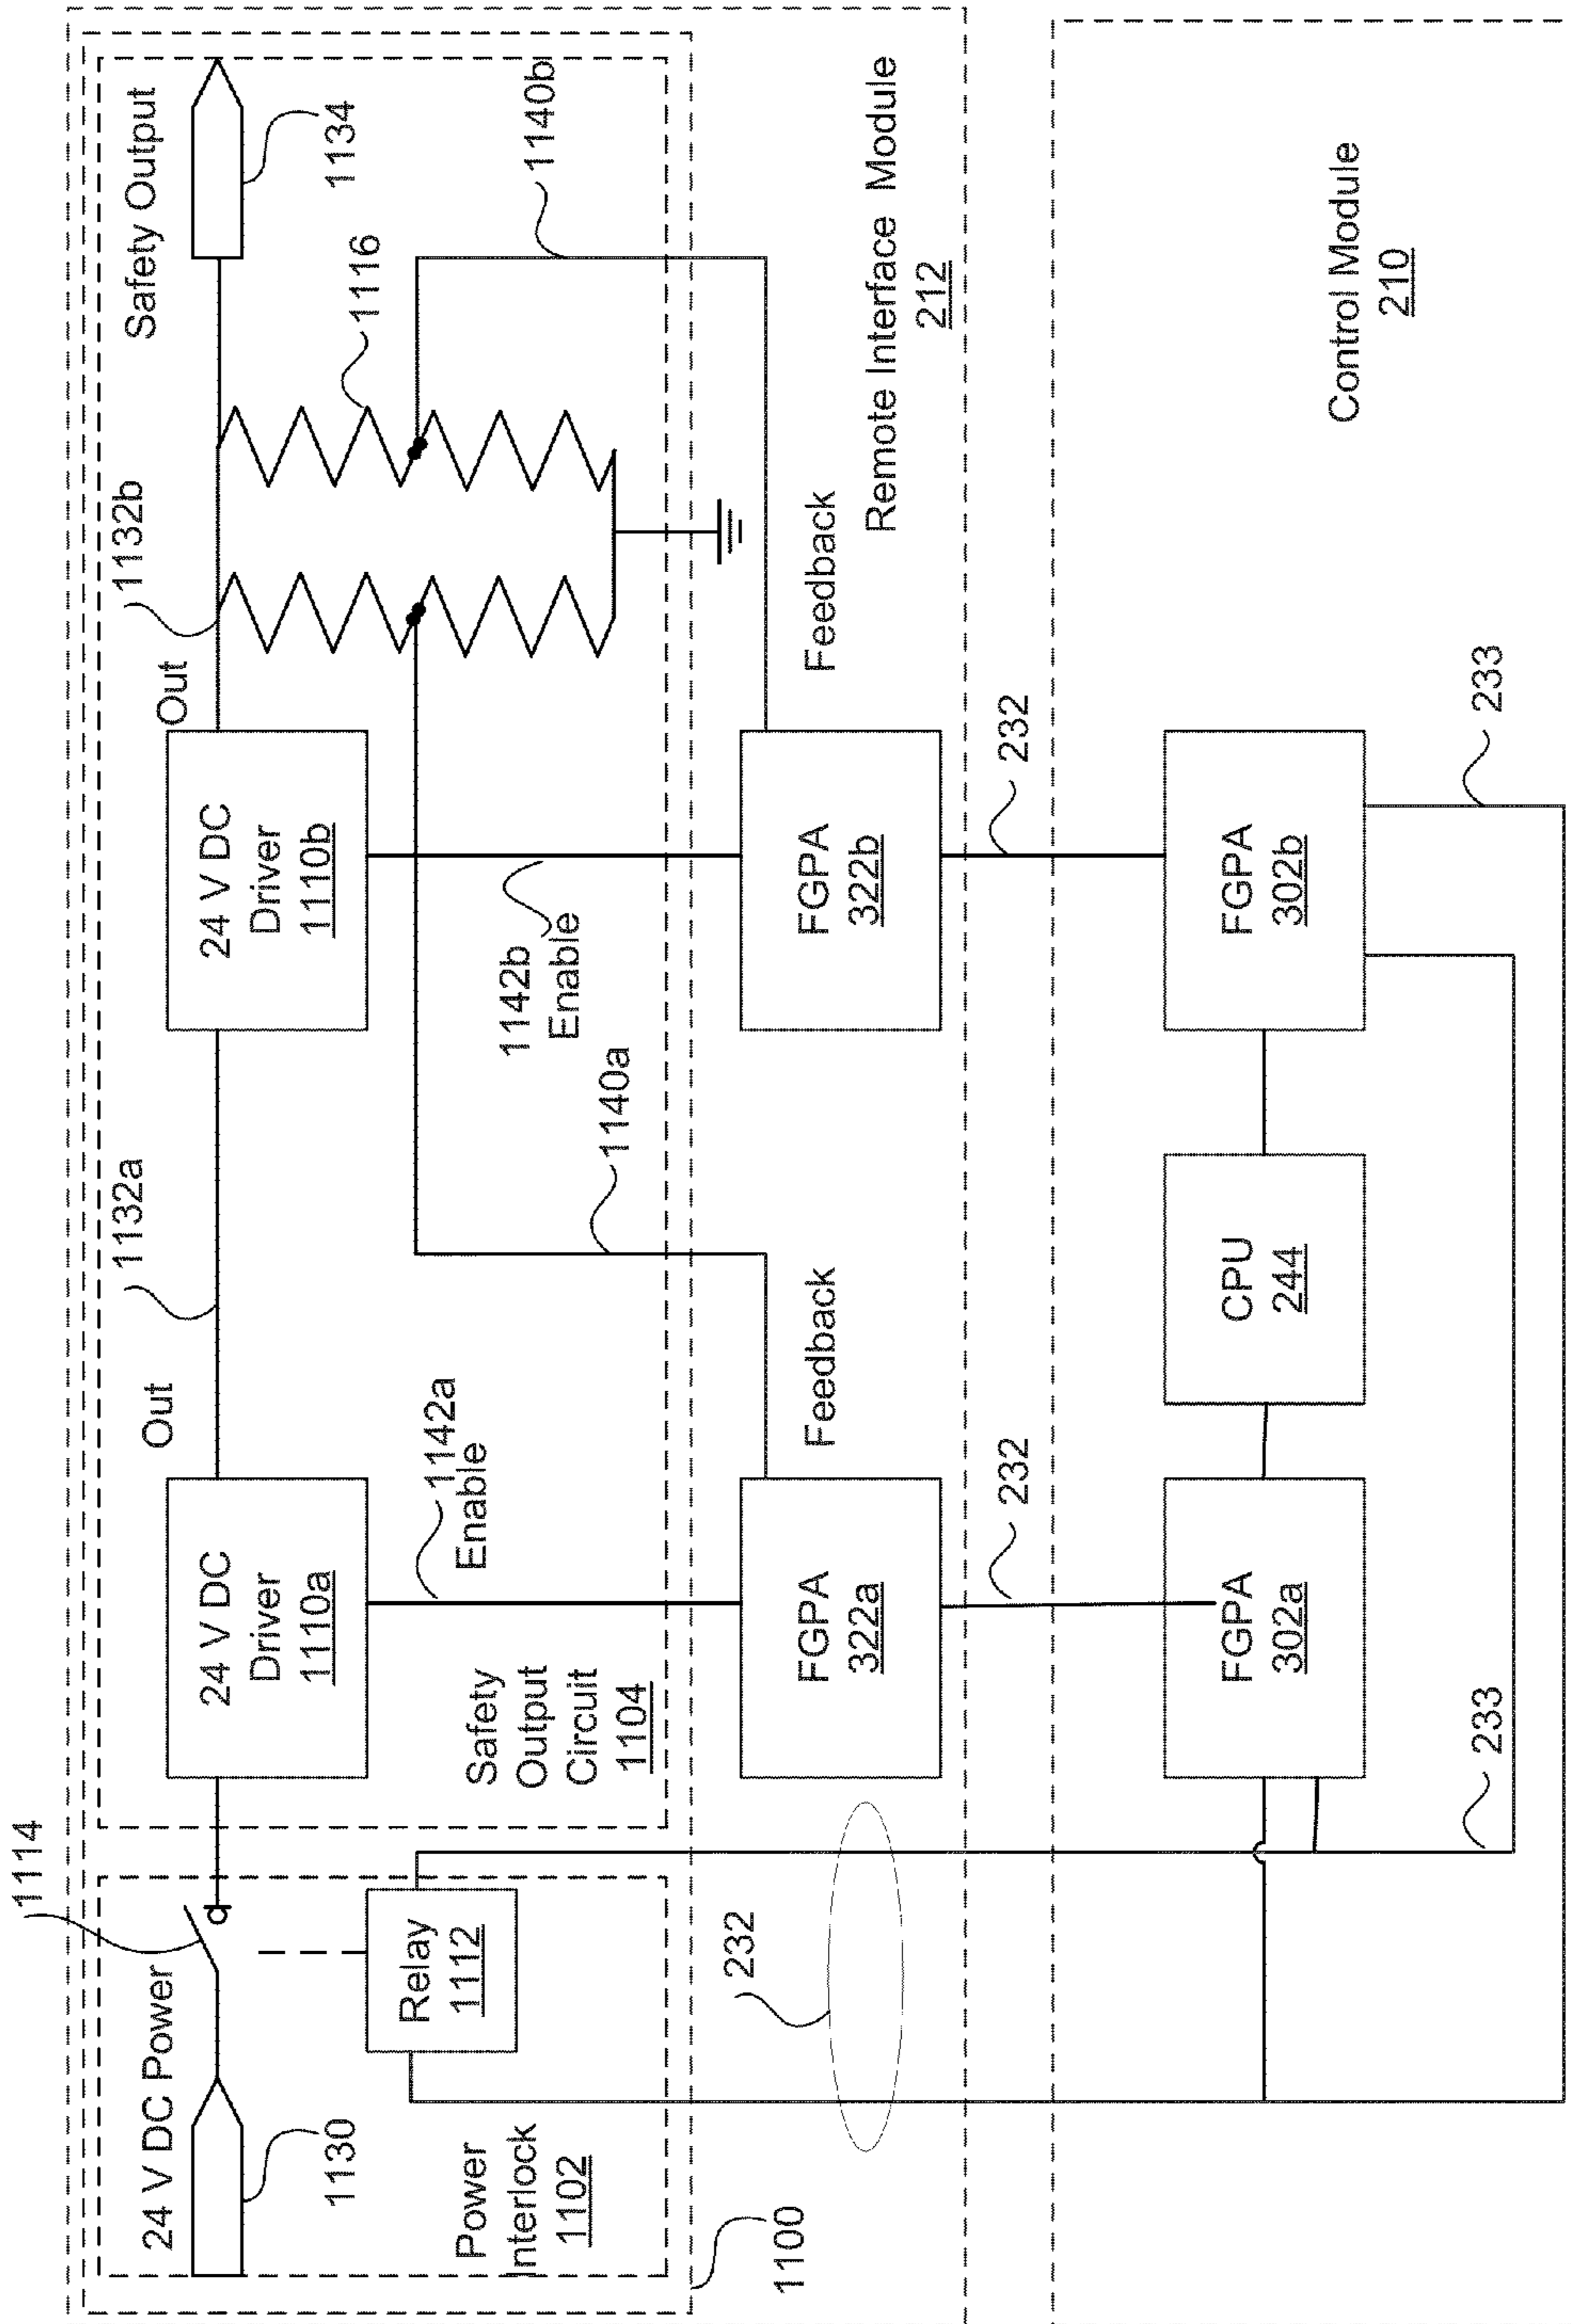 1114
24 V DC Power
1130
Power
Interlock
1102
1100
Relay
1112
232
Out
1132a
24 V DC
Driver
1110a
1142a
Enable
Safety
Output
Circuit
1104
Out
1132b
24 V DC
Driver
1110b
1142b
Enable
1140a
Safety Output
1134
1116
1140b
FGPA
322a
Feedback
FGPA
322b
Feedback
Remote Interface Module
212
232
232
FGPA
302a
CPU
244
FGPA
302b
233
233
Control Module
210